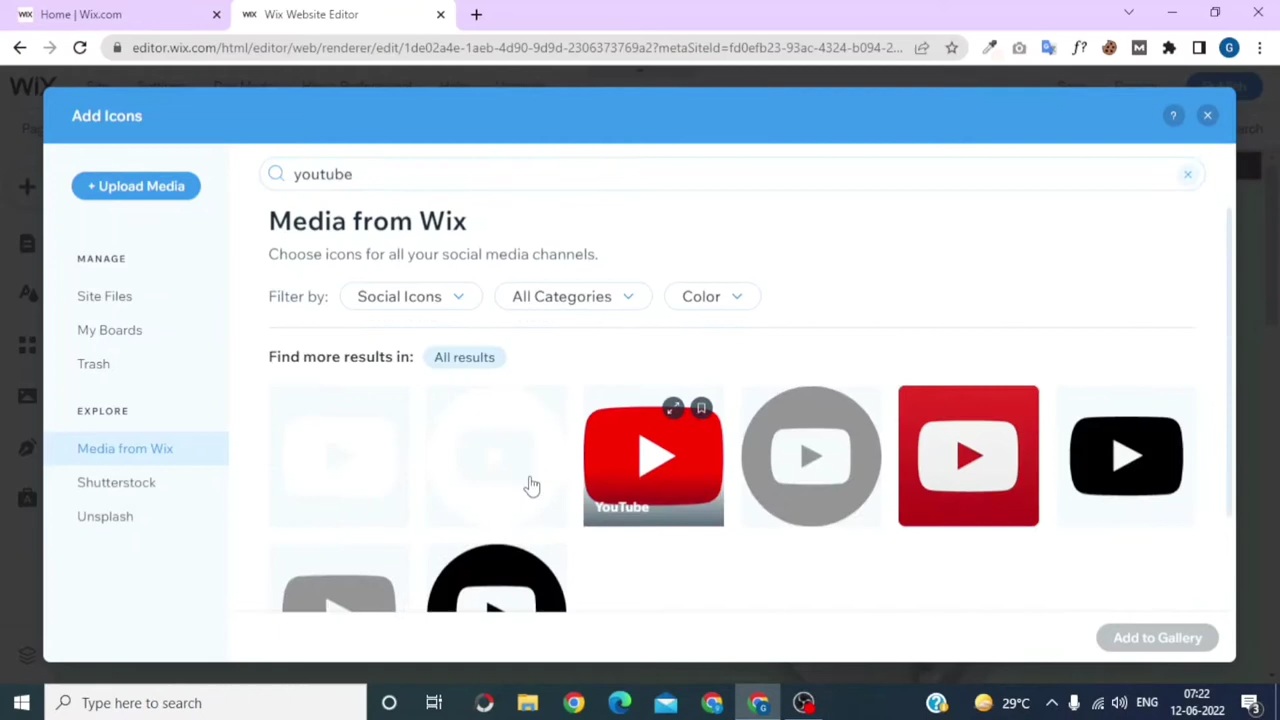 Home | Wix.com
WIX Wix Website Editor
editor.wix.com/html/editor/web/renderer/edit/1de02a4e-1aeb-4d90-9d9d-2306373769a2?metaSiteId=fd0efb23-93ac-4324-b094-2...
Add Icons
+ Upload Media
youtube
Media from Wix
Choose icons for all your social media channels.
MANAGE
Filter by: Social Icons All Categories Color
Site Files
My Boards
Trash
Find more results in: All results
EXPLORE
Media from Wix
Shutterstock
YouTube
Unsplash
Add to Gallery
Type here to search
29°C
ENG
07:22
12-06-2022
3